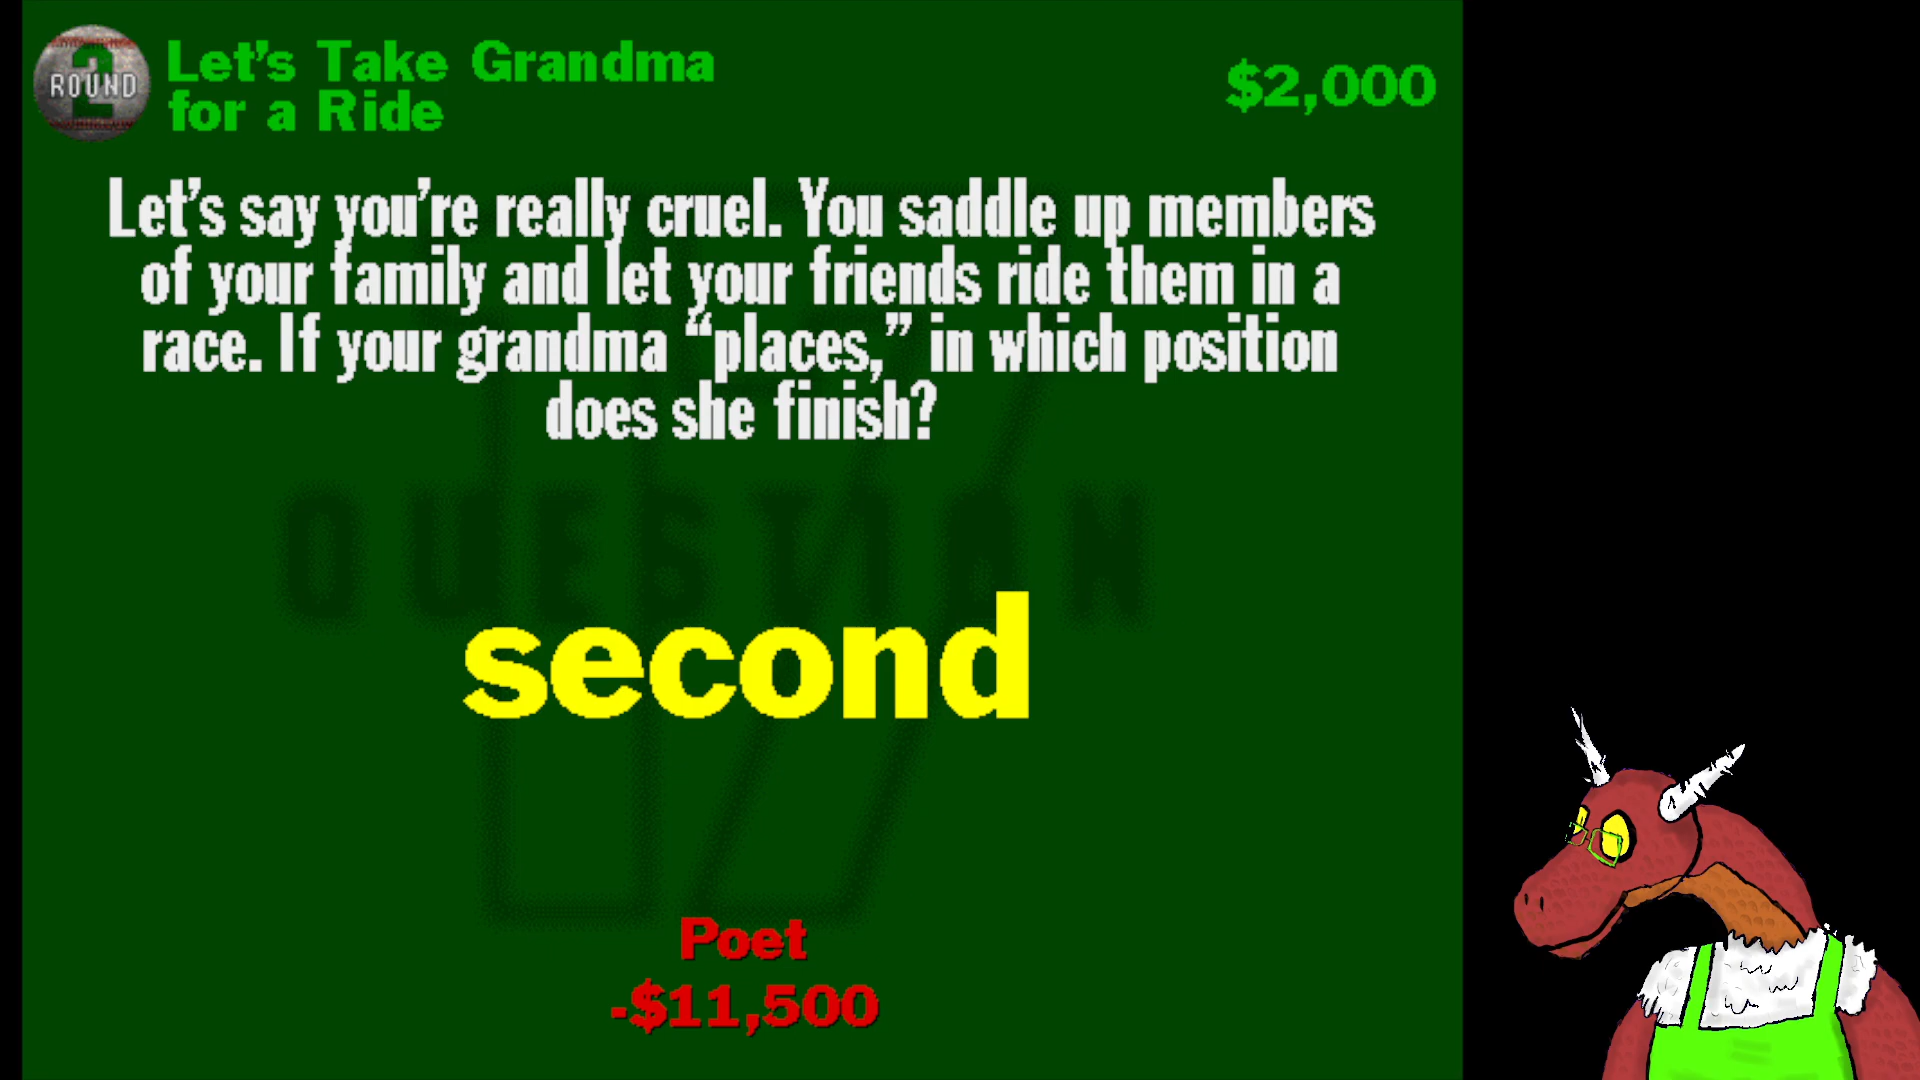 2
ROUND
Let's Take Grandma
for a Ride
$2,000
Let's say you're really cruel. You saddle up members
of your family and let your friends ride them in a
race. If your grandma “places,” in which position
does she finish?
QUESTION
second
Poet
-$11,500